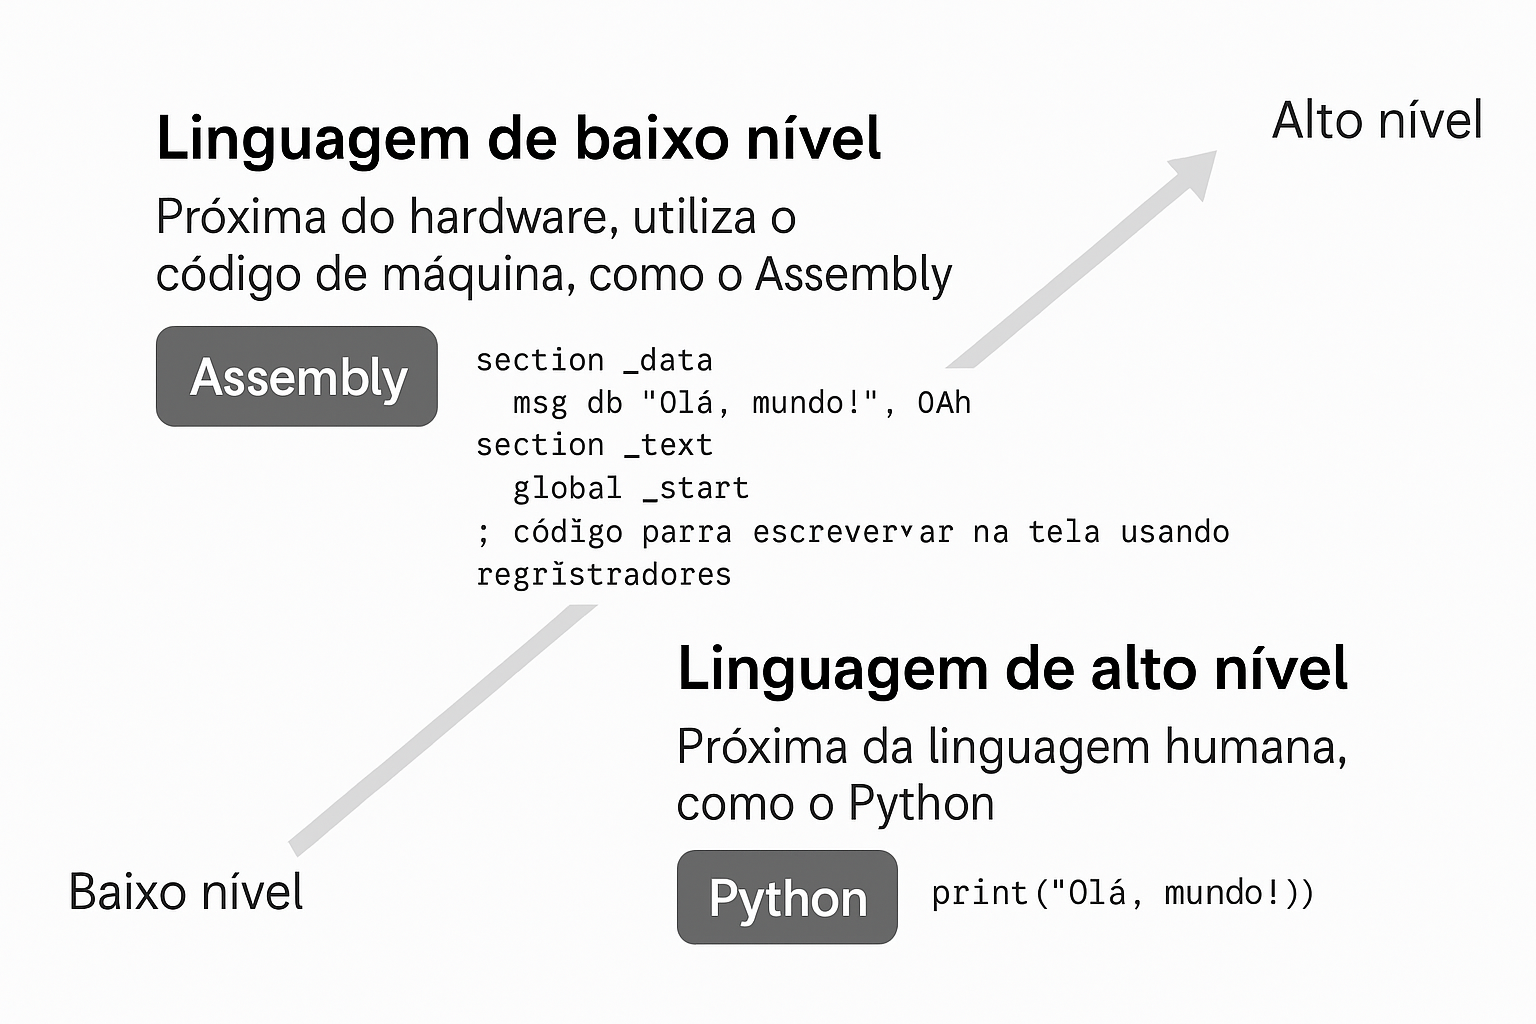 Alto nível
Linguagem de baixo nível
Próxima do hardware, utiliza o
código de máquina, como o Assembly
Assembly
section _data
msg db "Olá, mundo!", 0Ah
section _text
global _start
; códĭgo parra escreverᵛar na tela usando
regrĭstradores
Linguagem de alto nível
Próxima da linguagem humana,
como o Python
Python
print("Olá, mundo!))
Baixo nível